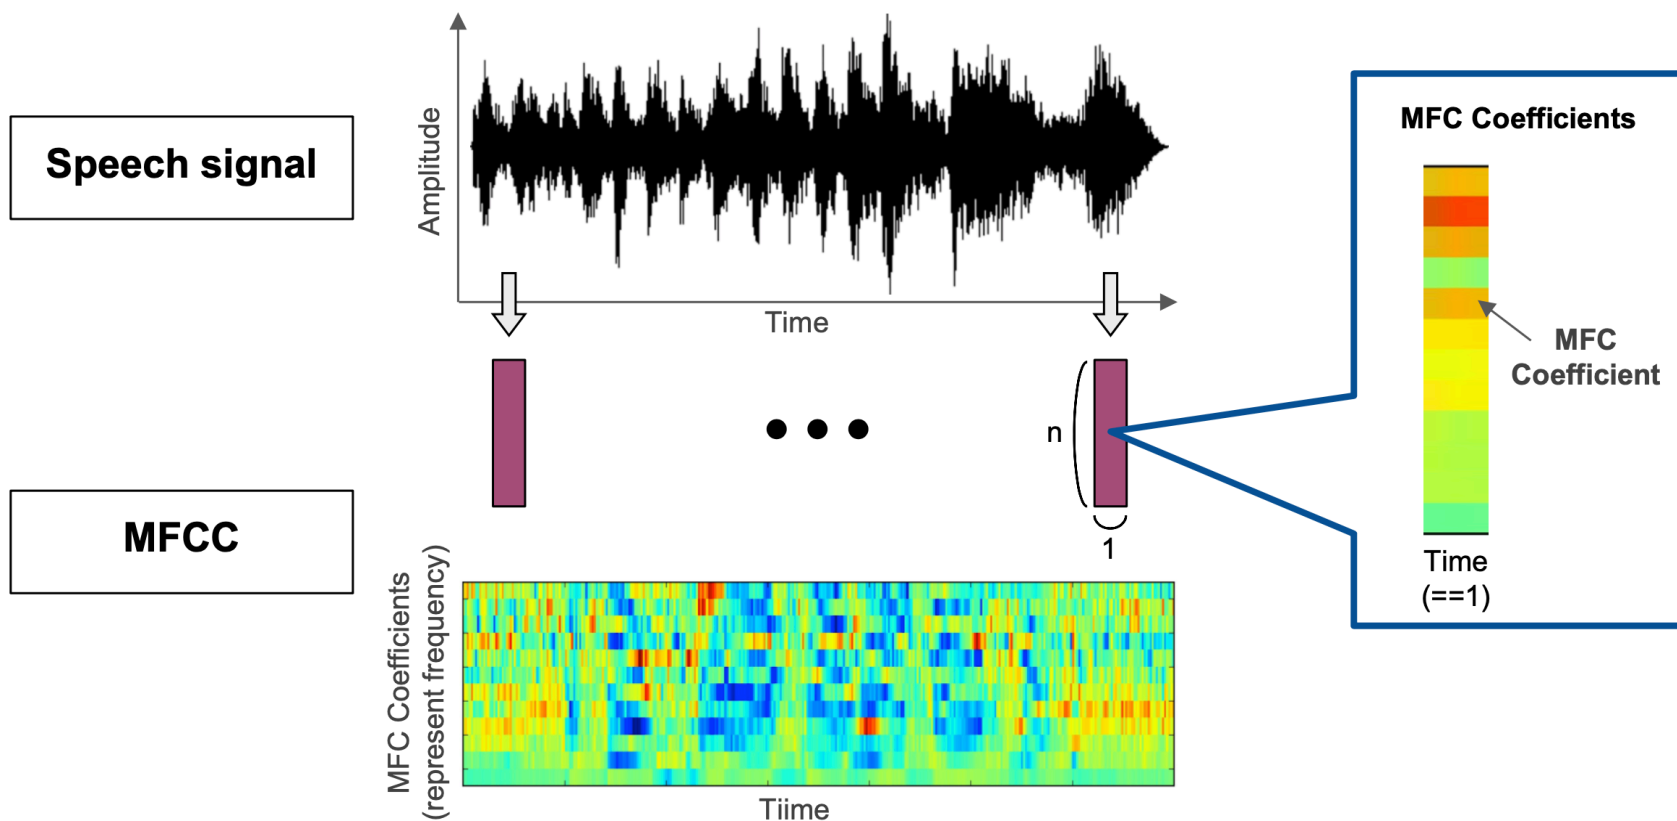 Speech signal
Amplitude
Time
MFC Coefficients
MFC
Coefficient
Time
(==1)
n
1
MFCC
MFC Coefficients
(represent frequency)
Tiime